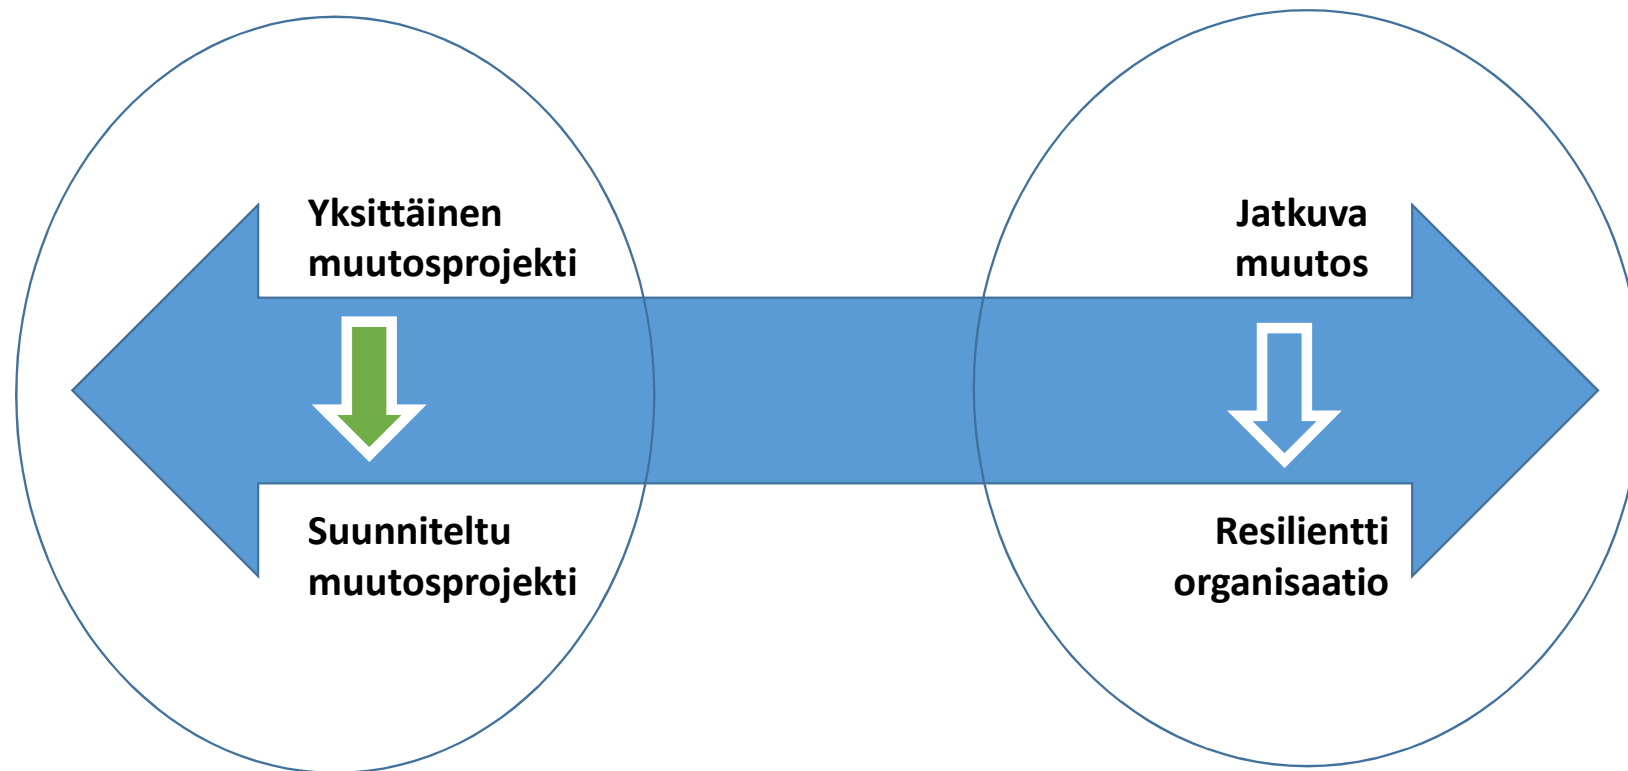 Yksittäinen
muutosprojekti
Suunniteltu
muutosprojekti
Jatkuva
muutos
Resilientti
organisaatio